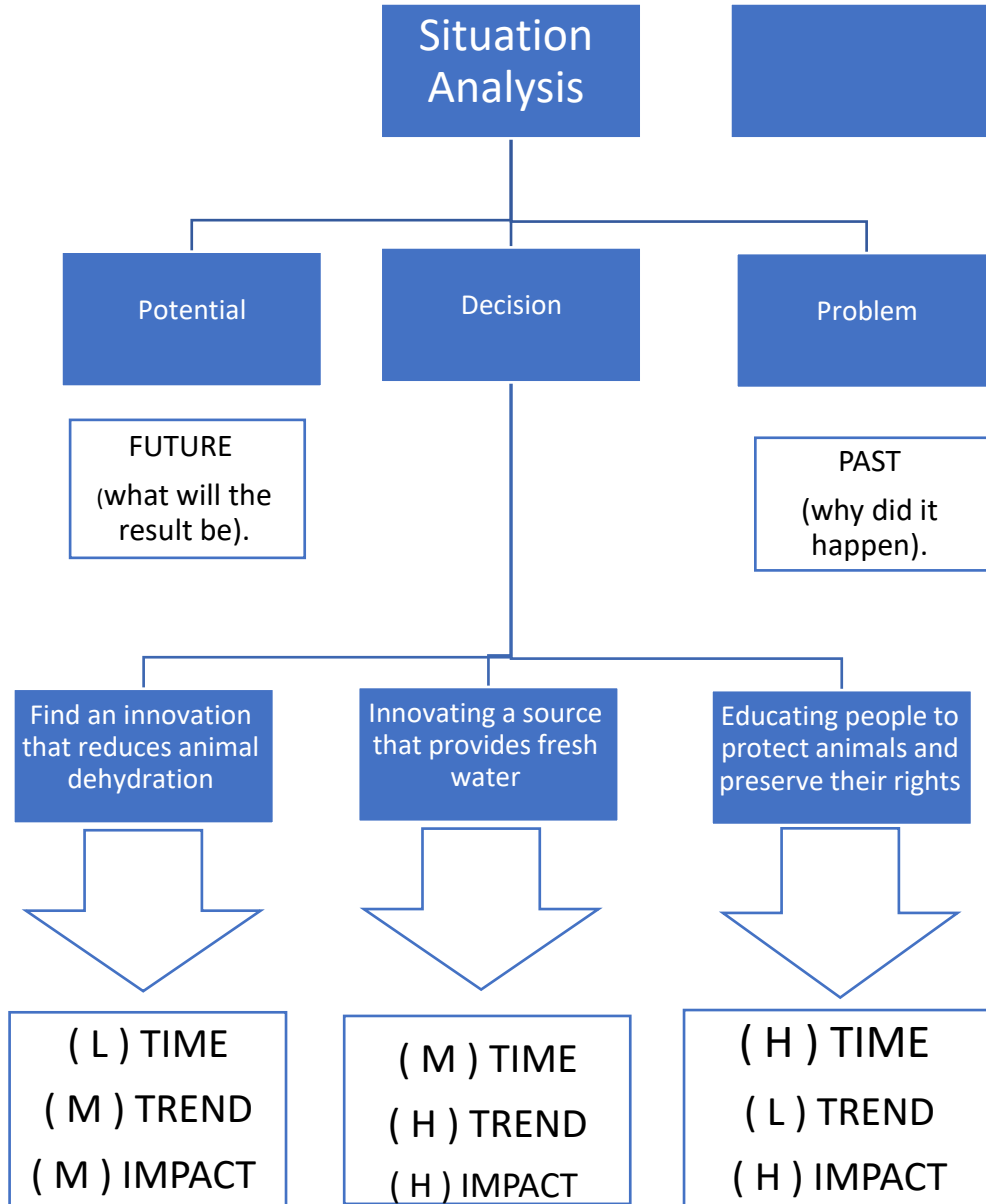 Situation
Analysis
Potential
Decision
Problem
FUTURE
(what will the
result be).
PAST
(why did it
happen).
Find an innovation
that reduces animal
dehydration
Innovating a source
that provides fresh
water
Educating people to
protect animals and
preserve their rights
( L ) TIME
( M ) TREND
( M ) IMPACT
( M ) TIME
( H ) TREND
( H ) IMPACT
( H ) TIME
( L ) TREND
( H ) IMPACT